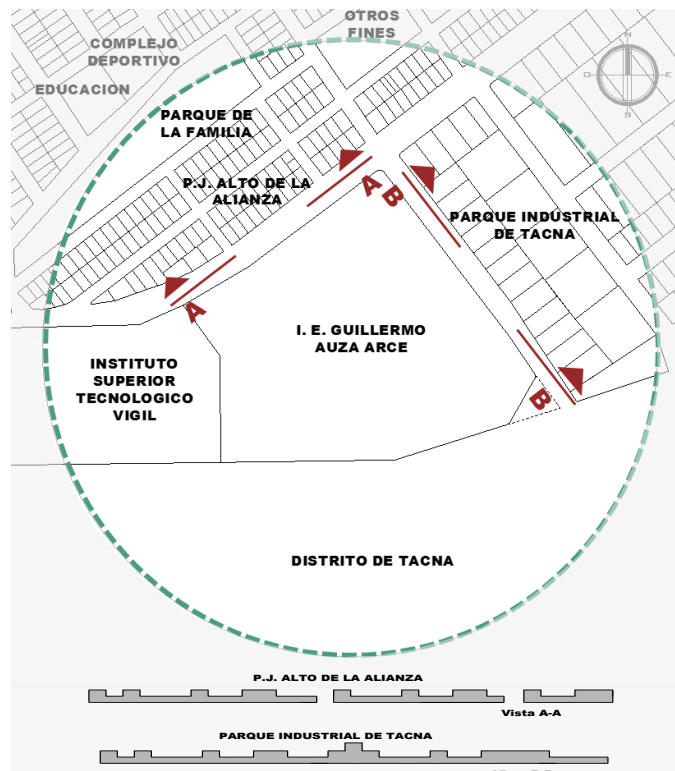 OTROS
FINES
COMPLEJO
DEPORTIVO
EDUCACION
N
O
E
S
PARQUE DE
LA FAMILIA
P.J. ALTO DE LA
ALIANZA
A
B
PARQUE INDUSTRIAL
DE TACNA
A
I. E. GUILLERMO
AUZA ARCE
INSTITUTO
SUPERIOR
TECNOLOGICO
VIGIL
B
DISTRITO DE TACNA
P.J. ALTO DE LA ALIANZA
Vista A-A
PARQUE INDUSTRIAL DE TACNA